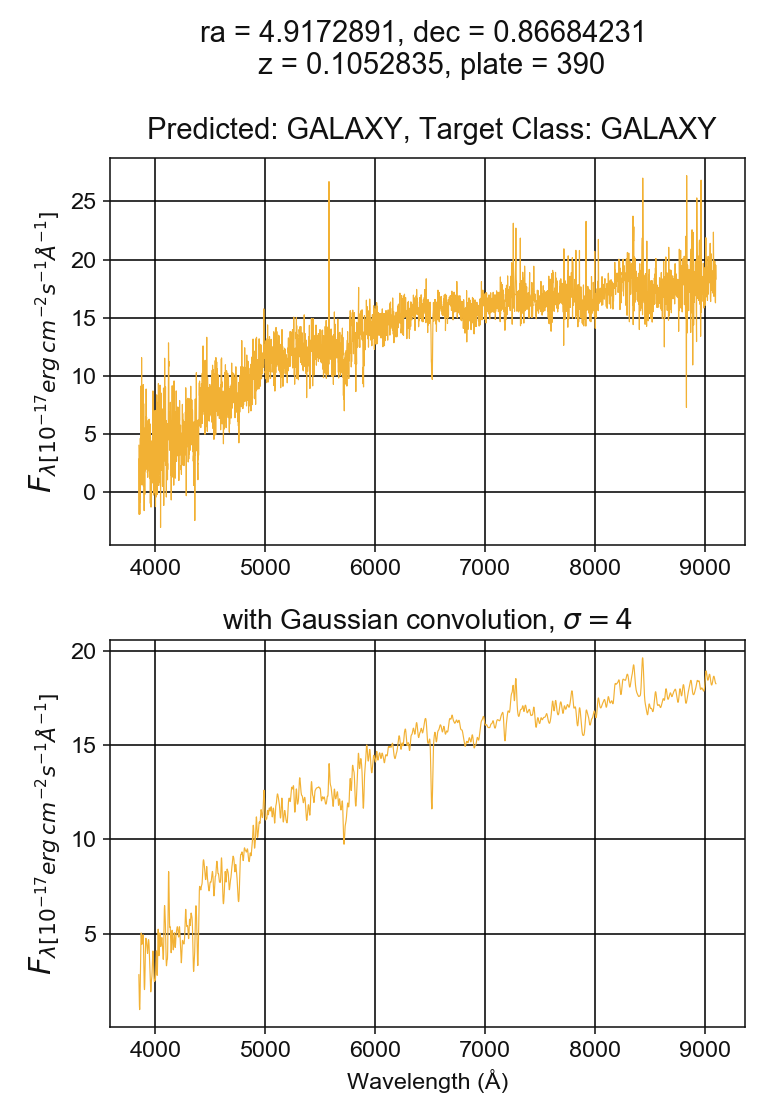 ra = 4.9172891, dec = 0.86684231
z = 0.1052835, plate = 390
Predicted: GALAXY, Target Class: GALAXY
F_λ[10⁻¹⁷erg cm⁻²s⁻¹Å⁻¹]
25
20
15
10
5
0
4000 5000 6000 7000 8000 9000
with Gaussian convolution, σ = 4
F_λ[10⁻¹⁷erg cm⁻²s⁻¹Å⁻¹]
20
15
10
5
4000 5000 6000 7000 8000 9000
Wavelength (Å)